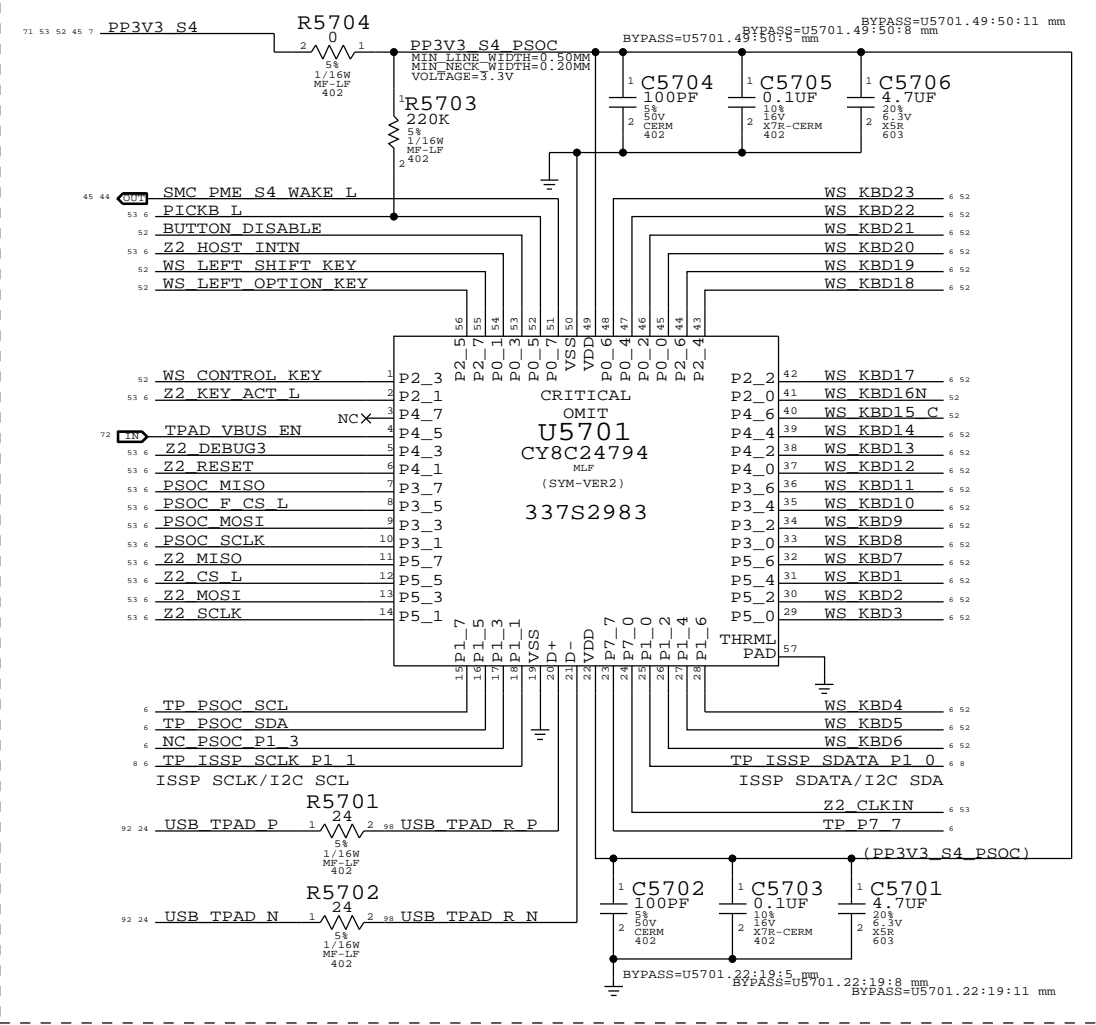 BYPASS=U5701.49:50:11 mm
BYPASS=U5701.49:50:8 mm
BYPASS=U5701.49:50:5 mm
71 53 52 45 7 PP3V3_S4
R5704
0
2 1
5%
1/16W
MF-LF
402
PP3V3_S4_PSOC
MIN_LINE_WIDTH=0.50MM
MIN_NECK_WIDTH=0.20MM
VOLTAGE=3.3V
1 R5703
220K
5%
1/16W
MF-LF
2 402
1 C5704
100PF
5%
50V
2 CERM
402
1 C5705
0.1UF
10%
16V
2 X7R-CERM
402
1 C5706
4.7UF
20%
6.3V
2 X5R
603
45 44 OUT SMC_PME_S4_WAKE_L
53 6 PICKB_L
52 BUTTON_DISABLE
53 6 Z2_HOST_INTN
52 WS_LEFT_SHIFT_KEY
52 WS_LEFT_OPTION_KEY
WS_KBD23 6 52
WS_KBD22 6 52
WS_KBD21 6 52
WS_KBD20 6 52
WS_KBD19 6 52
WS_KBD18 6 52
56 55 54 53 52 51 50 49 48 47 46 45 44 43
P2_5 P2_7 P0_1 P0_3 P0_5 P0_7 VSS VDD P0_6 P0_4 P0_2 P0_0 P2_6 P2_4
52 WS_CONTROL_KEY 1 P2_3
53 6 Z2_KEY_ACT_L 2 P2_1
NC 3 P4_7
72 IN TPAD_VBUS_EN 4 P4_5
53 6 Z2_DEBUG3 5 P4_3
53 6 Z2_RESET 6 P4_1
53 6 PSOC_MISO 7 P3_7
53 6 PSOC_F_CS_L 8 P3_5
53 6 PSOC_MOSI 9 P3_3
53 6 PSOC_SCLK 10 P3_1
53 6 Z2_MISO 11 P5_7
53 6 Z2_CS_L 12 P5_5
53 6 Z2_MOSI 13 P5_3
53 6 Z2_SCLK 14 P5_1
CRITICAL
OMIT
U5701
CY8C24794
MLF
(SYM-VER2)
337S2983
P2_2 42 WS_KBD17 6 52
P2_0 41 WS_KBD16N 52
P4_6 40 WS_KBD15_C 52
P4_4 39 WS_KBD14 6 52
P4_2 38 WS_KBD13 6 52
P4_0 37 WS_KBD12 6 52
P3_6 36 WS_KBD11 6 52
P3_4 35 WS_KBD10 6 52
P3_2 34 WS_KBD9 6 52
P3_0 33 WS_KBD8 6 52
P5_6 32 WS_KBD7 6 52
P5_4 31 WS_KBD1 6 52
P5_2 30 WS_KBD2 6 52
P5_0 29 WS_KBD3 6 52
THRML
PAD 57
P1_7 P1_5 P1_3 P1_1 VSS D+ D- VDD P7_7 P7_0 P1_0 P1_2 P1_4 P1_6
15 16 17 18 19 20 21 22 23 24 25 26 27 28
6 TP_PSOC_SCL
6 TP_PSOC_SDA
6 NC_PSOC_P1_3
8 6 TP_ISSP_SCLK_P1_1
ISSP SCLK/I2C SCL
WS_KBD4 6 52
WS_KBD5 6 52
WS_KBD6 6 52
TP_ISSP_SDATA_P1_0 6 8
ISSP SDATA/I2C SDA
Z2_CLKIN 6 53
TP_P7_7 6
R5701
24
92 24 USB_TPAD_P 1 2 98 USB_TPAD_R_P
5%
1/16W
MF-LF
402
R5702
24
92 24 USB_TPAD_N 1 2 98 USB_TPAD_R_N
5%
1/16W
MF-LF
402
(PP3V3_S4_PSOC)
1 C5702
100PF
5%
50V
2 CERM
402
1 C5703
0.1UF
10%
16V
2 X7R-CERM
402
1 C5701
4.7UF
20%
6.3V
2 X5R
603
BYPASS=U5701.22:19:5 mm
BYPASS=U5701.22:19:8 mm
BYPASS=U5701.22:19:11 mm